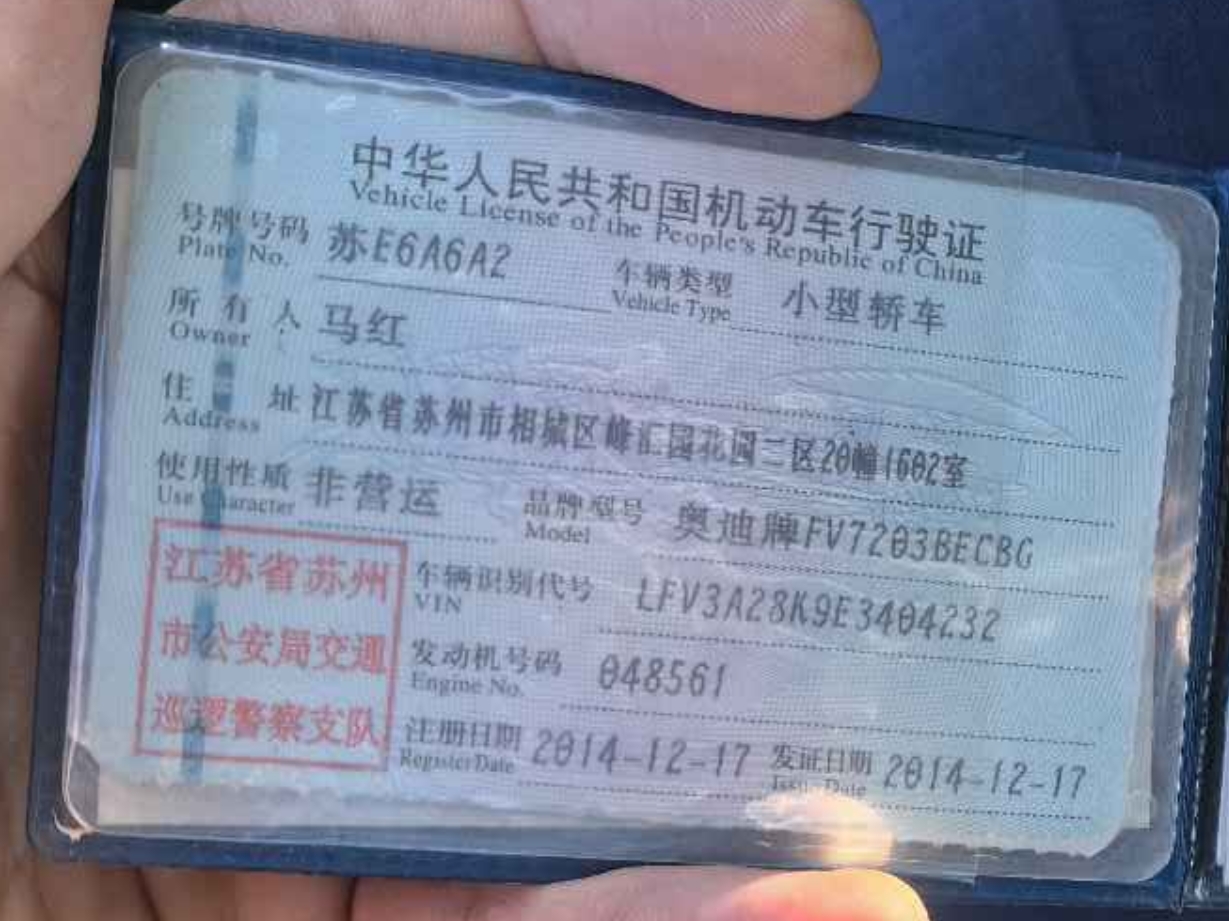 中华人民共和国机动车行驶证
Vehicle License of the People's Republic of China
号牌号码 苏E6A6A2 车辆类型 小型轿车
Plate No. Vehicle Type
所有人 马红
Owner
住址 江苏省苏州市相城区峰汇园花园二区20幢1602室
Address
使用性质 非营运 品牌型号 奥迪牌FV7203BECBG
Use Character Model
江苏省苏州
市公安局交通
巡逻警察支队
车辆识别代号 LFV3A28K9E3404232
VIN
发动机号码 048561
Engine No.
注册日期 2014-12-17 发证日期 2014-12-17
Register Date Issue Date